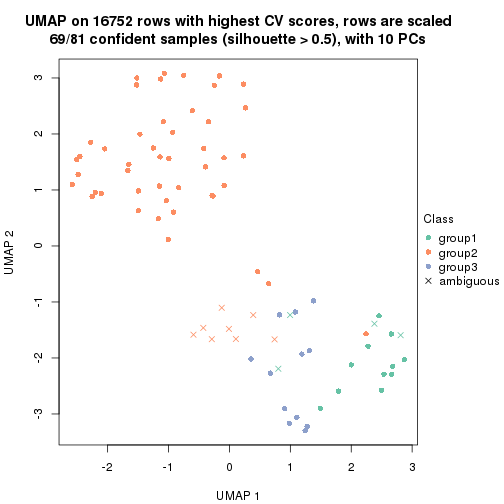 UMAP on 16752 rows with highest CV scores, rows are scaled
69/81 confident samples (silhouette > 0.5), with 10 PCs
3
2
1
0
-1
-2
-3
UMAP 2
-2
-1
0
1
2
3
UMAP 1
Class
group1
group2
group3
ambiguous